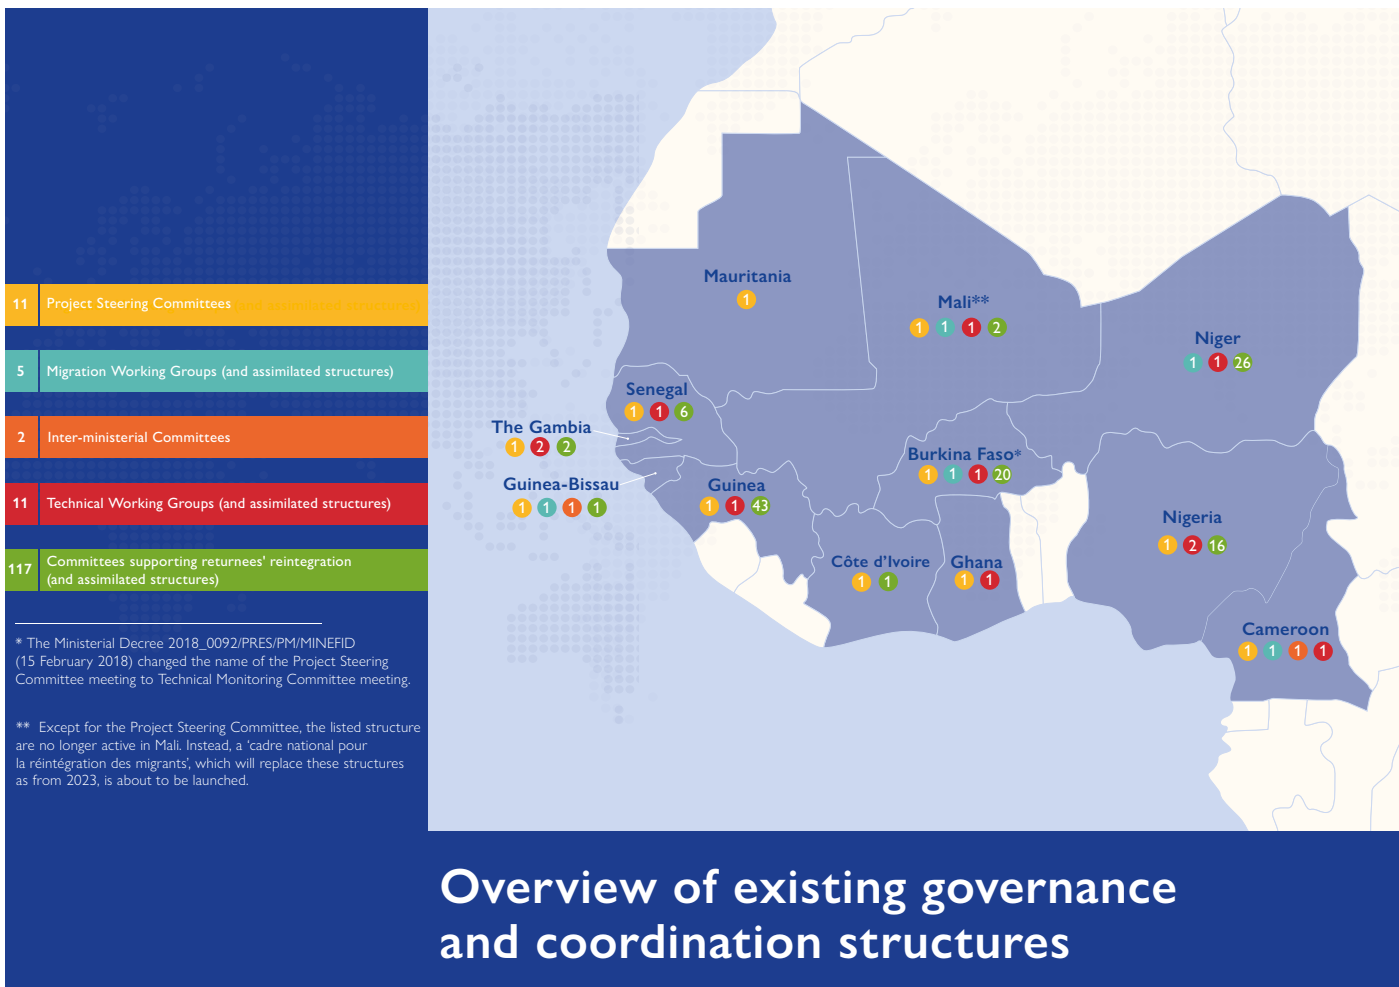 11 Project Steering Committees (and assimilated structures)
5 Migration Working Groups (and assimilated structures)
2 Inter-ministerial Committees
11 Technical Working Groups (and assimilated structures)
117 Committees supporting returnees' reintegration
(and assimilated structures)
* The Ministerial Decree 2018_0092/PRES/PM/MINEFID
(15 February 2018) changed the name of the Project Steering
Committee meeting to Technical Monitoring Committee meeting.
** Except for the Project Steering Committee, the listed structure
are no longer active in Mali. Instead, a ‘cadre national pour
la réintégration des migrants’, which will replace these structures
as from 2023, is about to be launched.
Mauritania
1
Mali**
1 1 1 2
Niger
1 1 26
Senegal
1 1 6
The Gambia
1 2 2
Guinea-Bissau
1 1 1 1
Guinea
1 1 43
Burkina Faso*
1 1 1 20
Côte d’Ivoire
1 1
Ghana
1 1
Nigeria
1 2 16
Cameroon
1 1 1 1
Overview of existing governance
and coordination structures